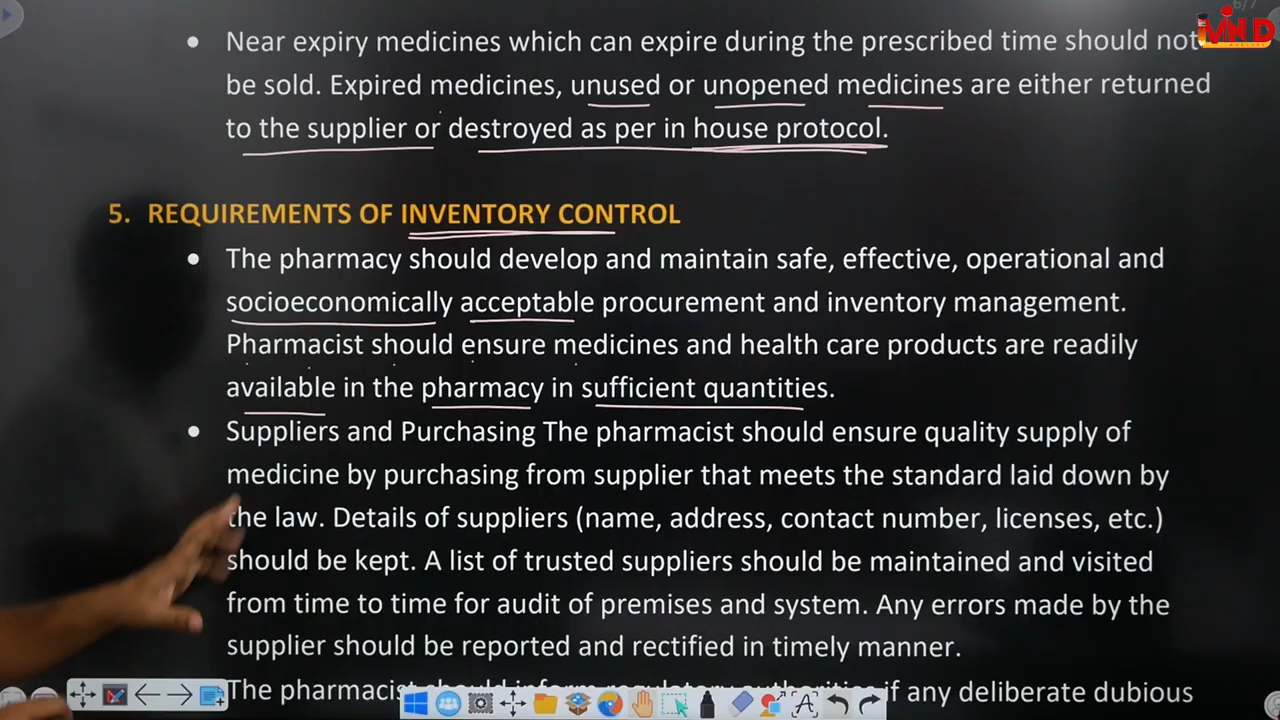 6/7
Near expiry medicines which can expire during the prescribed time should not
be sold. Expired medicines, unused or unopened medicines are either returned
to the supplier or destroyed as per in house protocol.
5. REQUIREMENTS OF INVENTORY CONTROL
The pharmacy should develop and maintain safe, effective, operational and
socioeconomically acceptable procurement and inventory management.
Pharmacist should ensure medicines and health care products are readily
available in the pharmacy in sufficient quantities.
Suppliers and Purchasing The pharmacist should ensure quality supply of
medicine by purchasing from supplier that meets the standard laid down by
the law. Details of suppliers (name, address, contact number, licenses, etc.)
should be kept. A list of trusted suppliers should be maintained and visited
from time to time for audit of premises and system. Any errors made by the
supplier should be reported and rectified in timely manner.
The pharmacist should inform regulatory authorities if any deliberate dubious